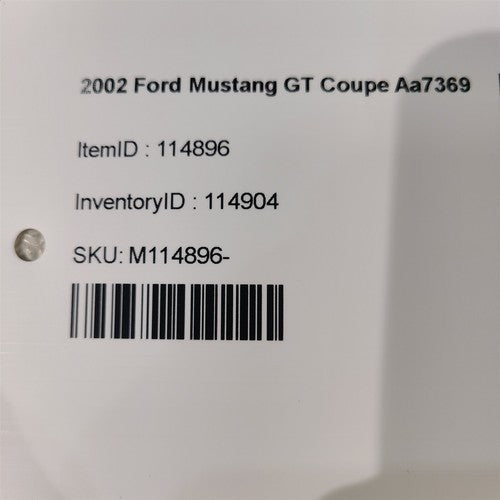 2002 Ford Mustang GT Coupe Aa7369
ItemID : 114896
InventoryID : 114904
SKU: M114896-